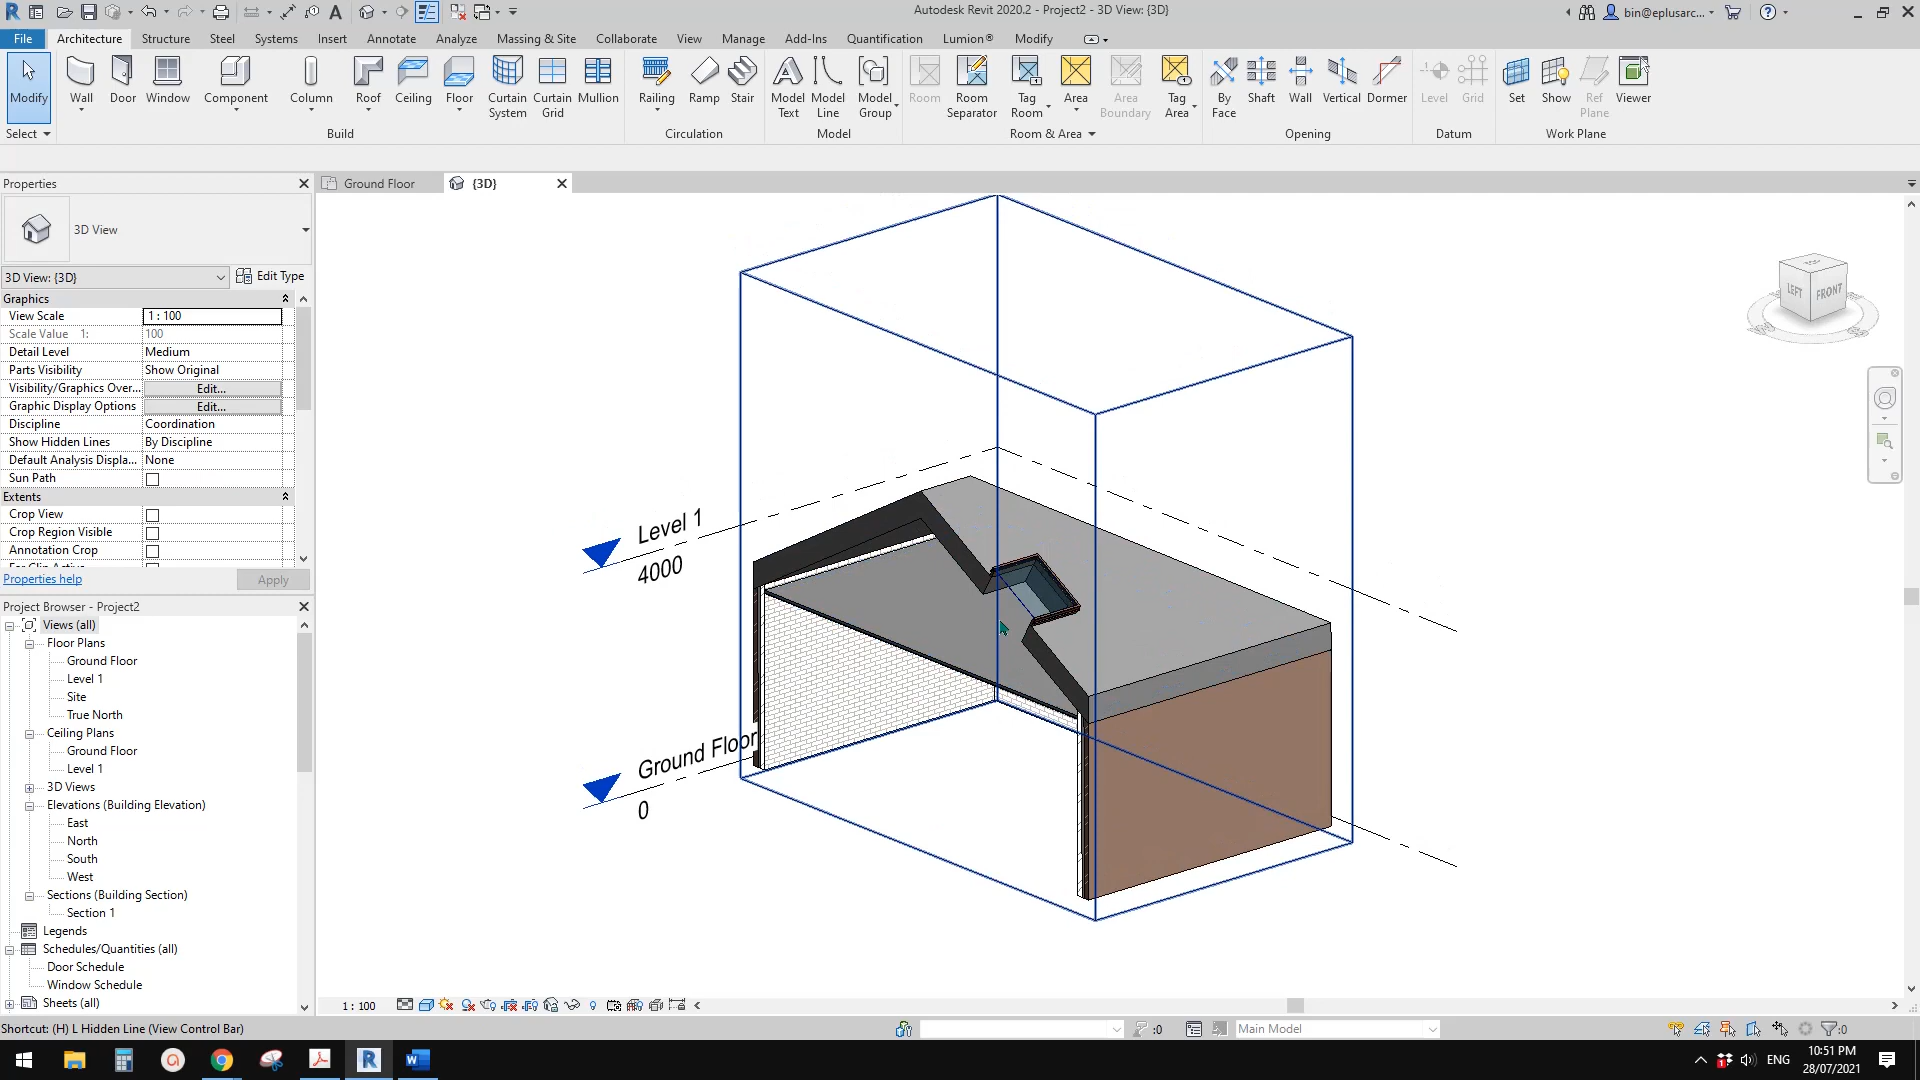 Autodesk Revit 2020.2 - Project2 - 3D View: {3D}
bin@eplusarc...
File
Architecture
Structure
Steel
Systems
Insert
Annotate
Analyze
Massing & Site
Collaborate
View
Manage
Add-Ins
Quantification
Lumion®
Modify
Modify
Wall
Door
Window
Component
Column
Roof
Ceiling
Floor
Curtain System
Curtain Grid
Mullion
Railing
Ramp
Stair
Model Text
Model Line
Model Group
Room
Room Separator
Tag Room
Area
Area Boundary
Tag Area
By Face
Shaft
Wall
Vertical
Dormer
Level
Grid
Set
Show
Ref Plane
Viewer
Select
Build
Circulation
Model
Room & Area
Opening
Datum
Work Plane
Properties
Ground Floor
{3D}
3D View
3D View: {3D}
Edit Type
Graphics
View Scale
1 : 100
Scale Value 1:
100
Detail Level
Medium
Parts Visibility
Show Original
Visibility/Graphics Over...
Edit...
Graphic Display Options
Edit...
Discipline
Coordination
Show Hidden Lines
By Discipline
Default Analysis Displa...
None
Sun Path
Extents
Crop View
Crop Region Visible
Annotation Crop
Properties help
Apply
Project Browser - Project2
Views (all)
Floor Plans
Ground Floor
Level 1
Site
True North
Ceiling Plans
Ground Floor
Level 1
3D Views
Elevations (Building Elevation)
East
North
South
West
Sections (Building Section)
Section 1
Legends
Schedules/Quantities (all)
Door Schedule
Window Schedule
Sheets (all)
Level 1
4000
Ground Floor
0
TOP
LEFT
FRONT
1 : 100
Shortcut: (H) L Hidden Line (View Control Bar)
:0
Main Model
:0
ENG
10:51 PM
28/07/2021